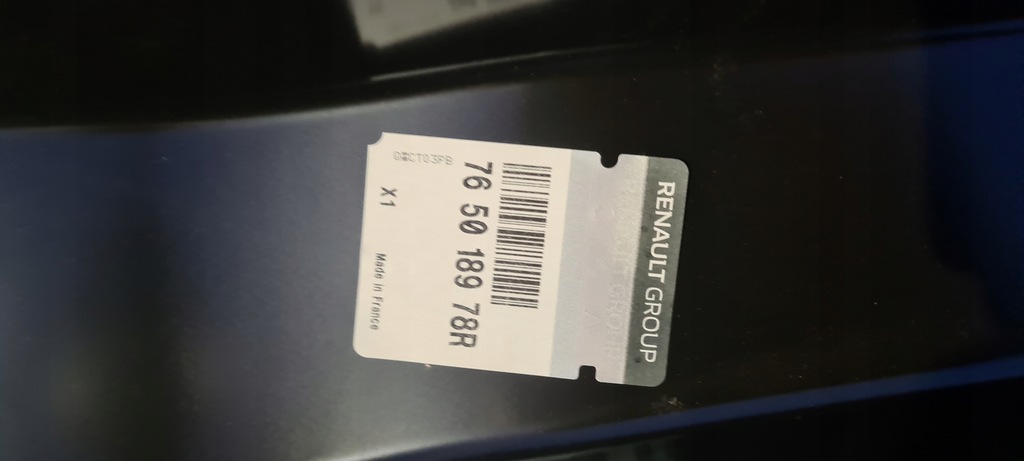 RENAULT GROUP
76 50 189 78R
X1
Made in France